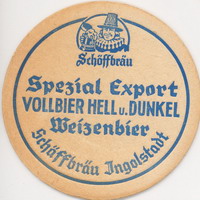 Schäffbräu
Spezial Export
VOLLBIER HELL u. DUNKEL
Weizenbier
Schäffbräu Ingolstadt